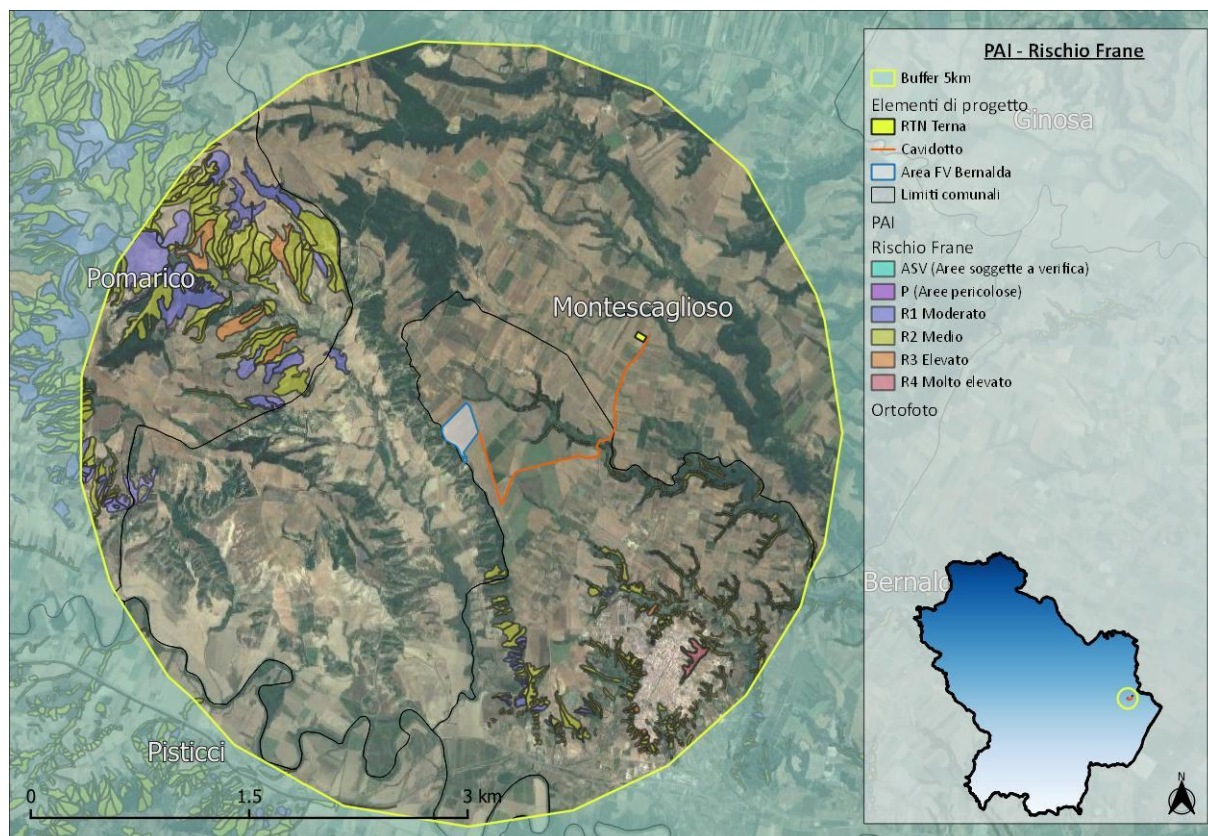 PAI - Rischio Frane
Buffer 5km
Elementi di progetto
Ginosa
RTN Terna
Cavidotto
Area FV Bernalda
Limiti comunali
PAI
Rischio Frane
ASV (Aree soggette a verifica)
P (Aree pericolose)
R1 Moderato
R2 Medio
R3 Elevato
R4 Molto elevato
Ortofoto
Pomarico
Montescaglioso
Bernal
Pisticci
0
1.5
3 km
N